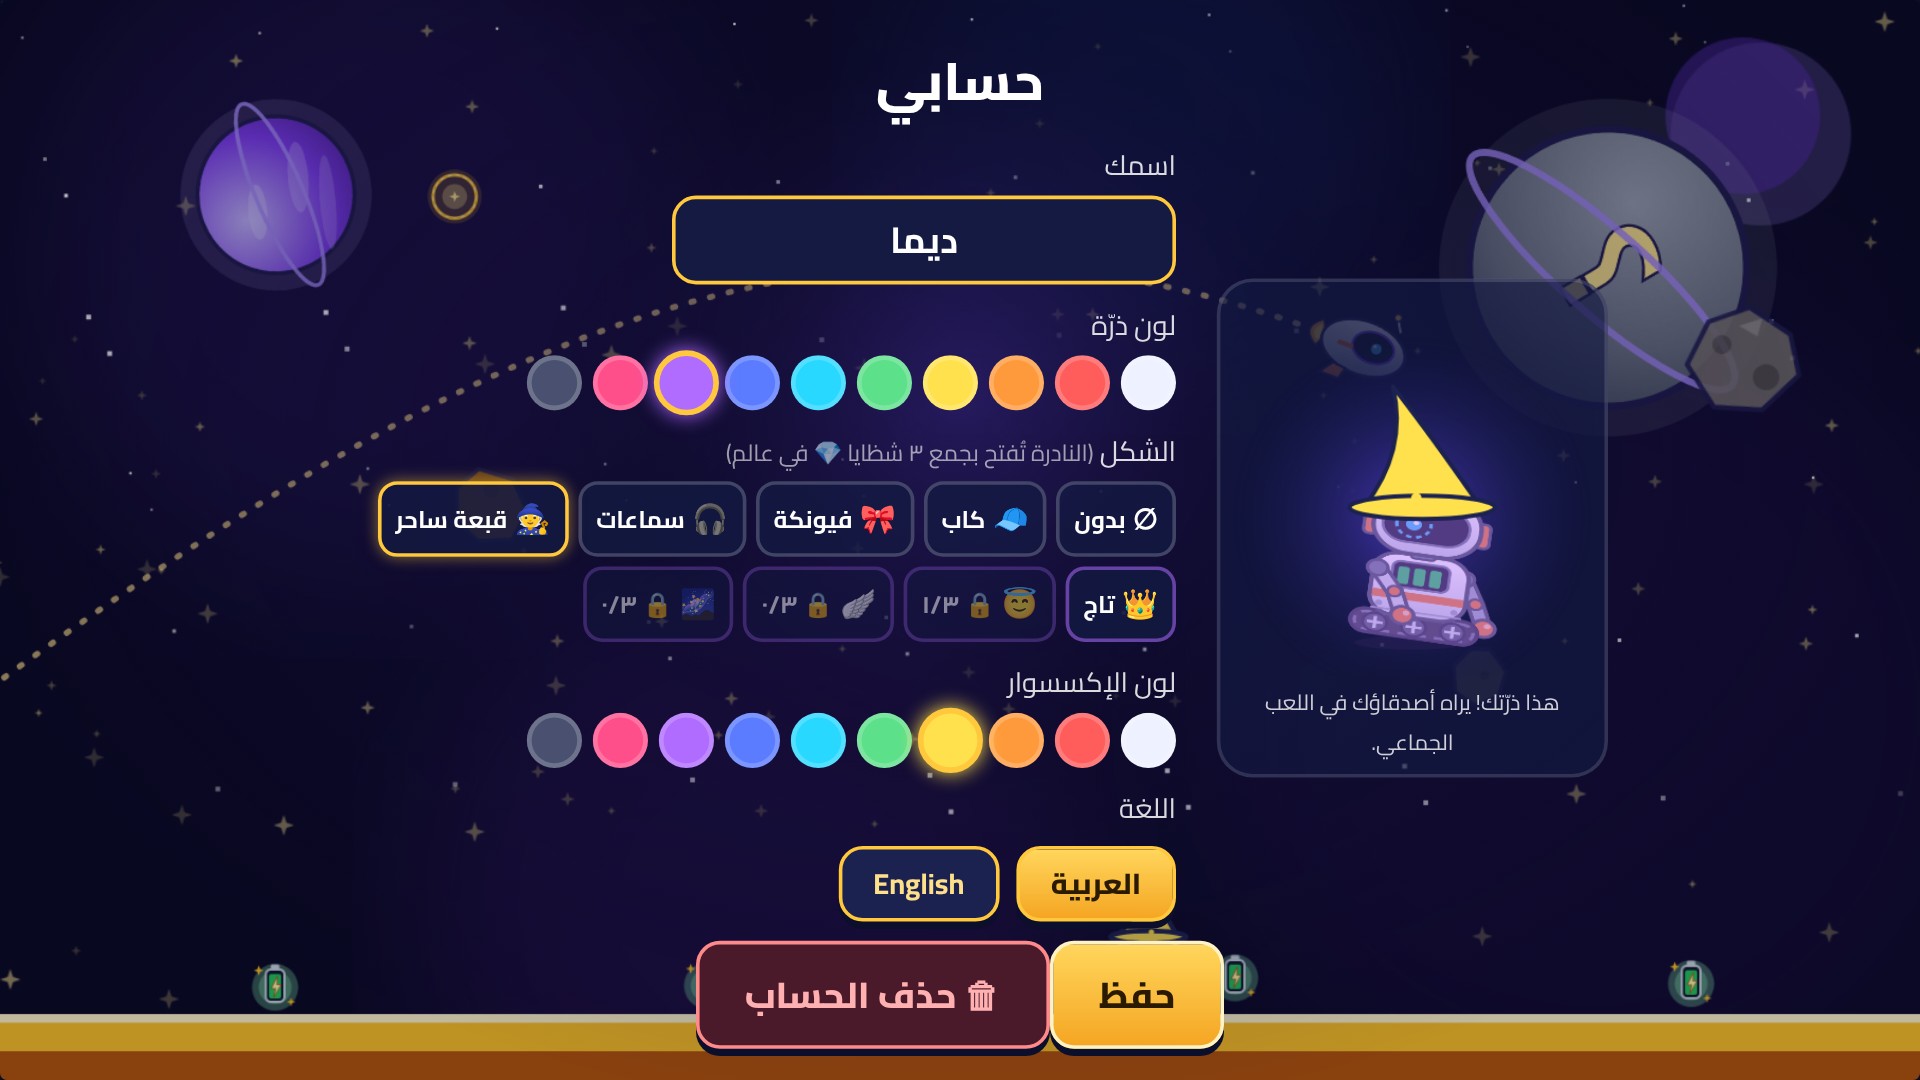 حسابي
اسمك
ديما
لون ذرّة
الشكل (النادرة تُفتح بجمع ٣ شظايا 💎 في عالم)
∅ بدون
🧢 كاب
🎀 فيونكة
🎧 سماعات
🧙 قبعة ساحر
👑 تاج
😇 🔒 ١/٣
🪽 🔒 ٠/٣
🌌 🔒 ٠/٣
لون الإكسسوار
هذا ذرّتك! يراه أصدقاؤك في اللعب
الجماعي.
اللغة
العربية
English
حفظ
🗑 حذف الحساب